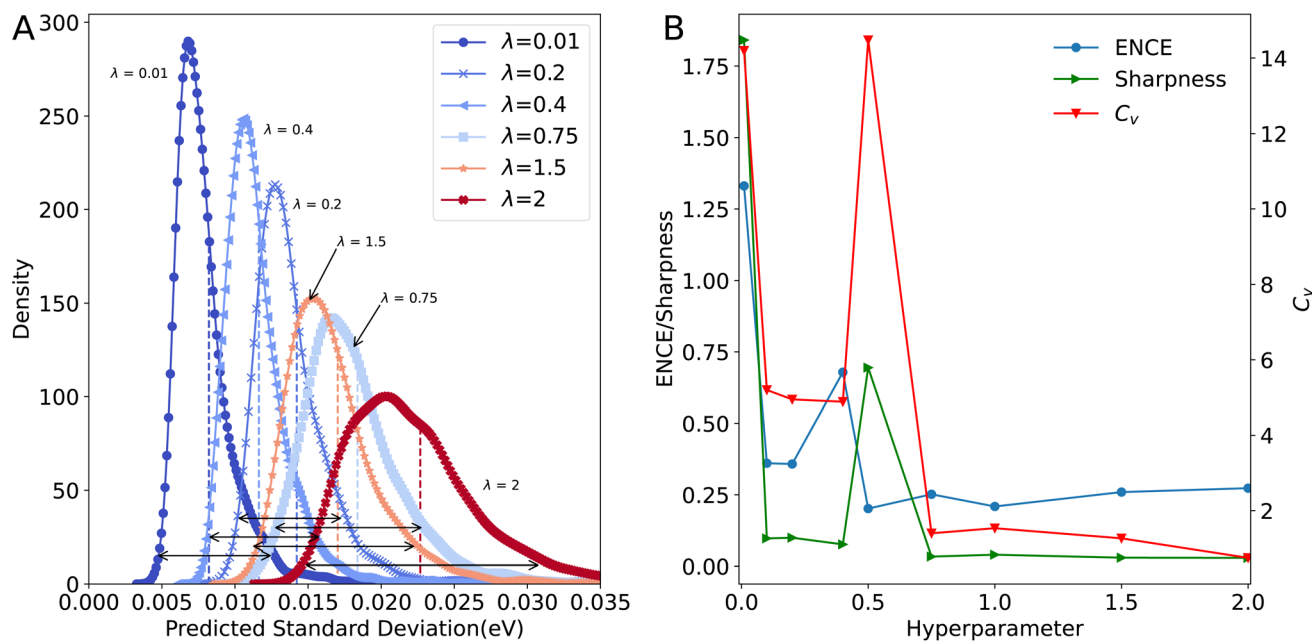 A
300
250
200
150
100
50
0
Density
0.000
0.005
0.010
0.015
0.020
0.025
0.030
0.035
Predicted Standard Deviation(eV)
λ = 0.01
λ = 0.4
λ = 0.2
λ = 1.5
λ = 0.75
λ = 2
λ=0.01
λ=0.2
λ=0.4
λ=0.75
λ=1.5
λ=2
B
1.75
1.50
1.25
1.00
0.75
0.50
0.25
0.00
ENCE/Sharpness
0.0
0.5
1.0
1.5
2.0
Hyperparameter
ENCE
Sharpness
Cᵥ
14
12
10
8
6
4
2
Cᵥ